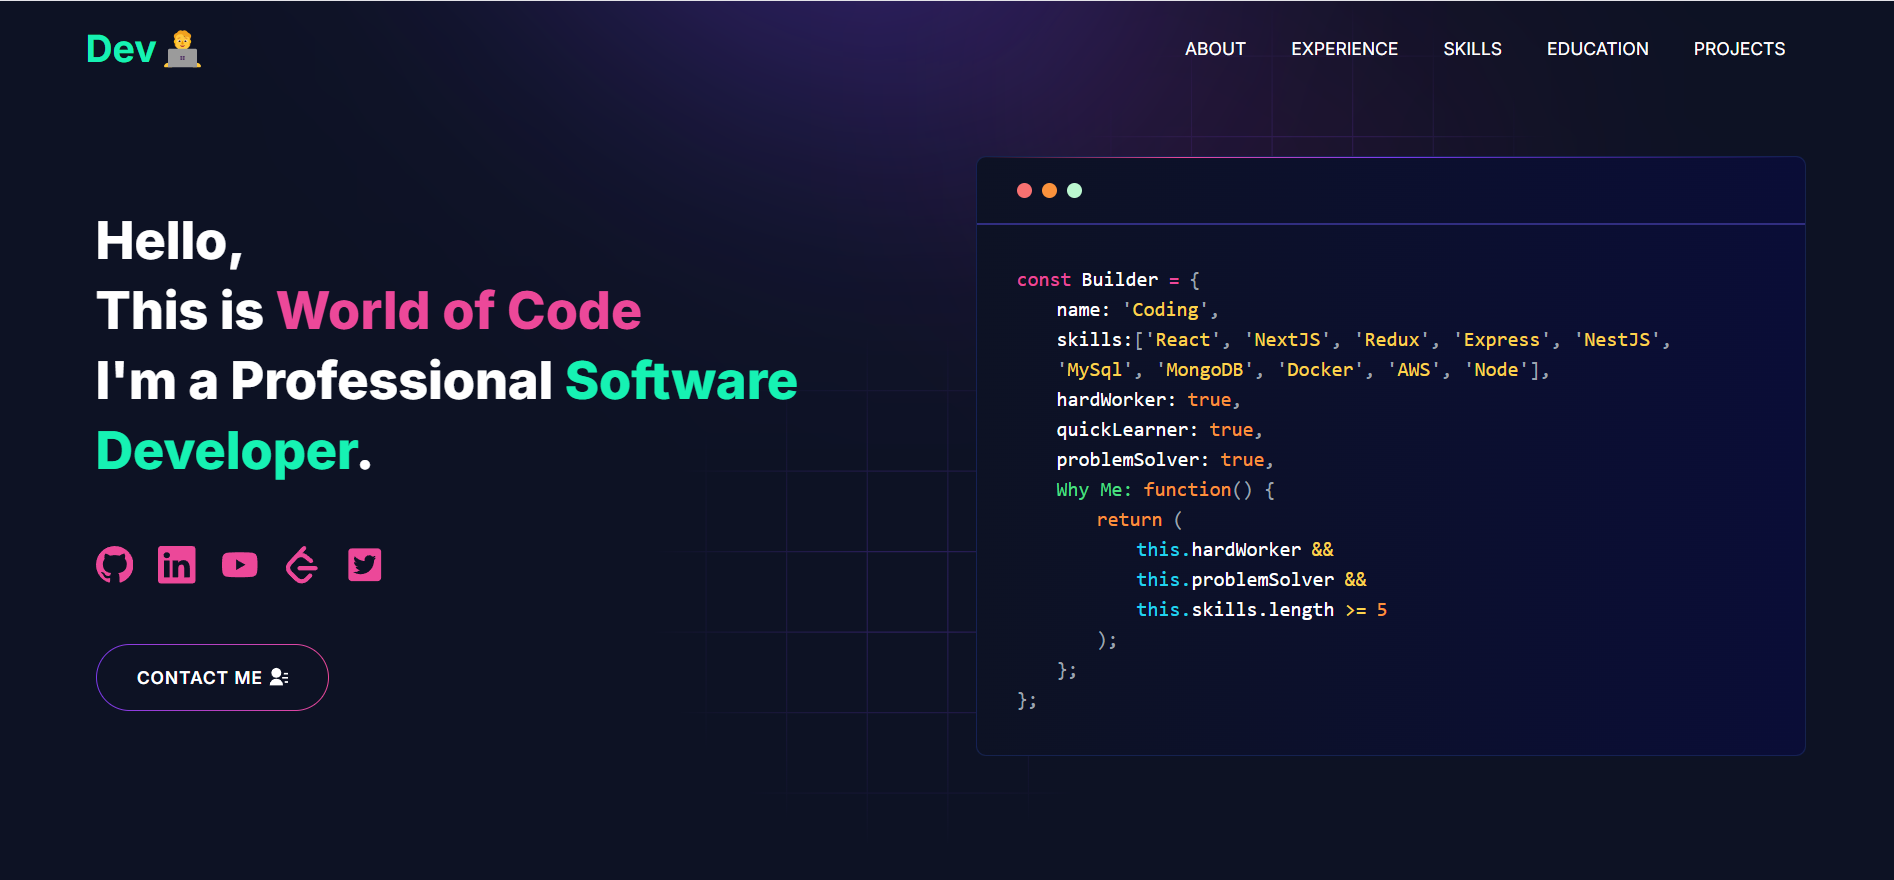 Dev
ABOUT
EXPERIENCE
SKILLS
EDUCATION
PROJECTS
Hello,
This is World of Code
I'm a Professional Software
Developer.
CONTACT ME
const Builder = {
name: 'Coding',
skills:['React', 'NextJS', 'Redux', 'Express', 'NestJS',
'MySql', 'MongoDB', 'Docker', 'AWS', 'Node'],
hardWorker: true,
quickLearner: true,
problemSolver: true,
Why Me: function() {
return (
this.hardWorker &&
this.problemSolver &&
this.skills.length >= 5
);
};
};